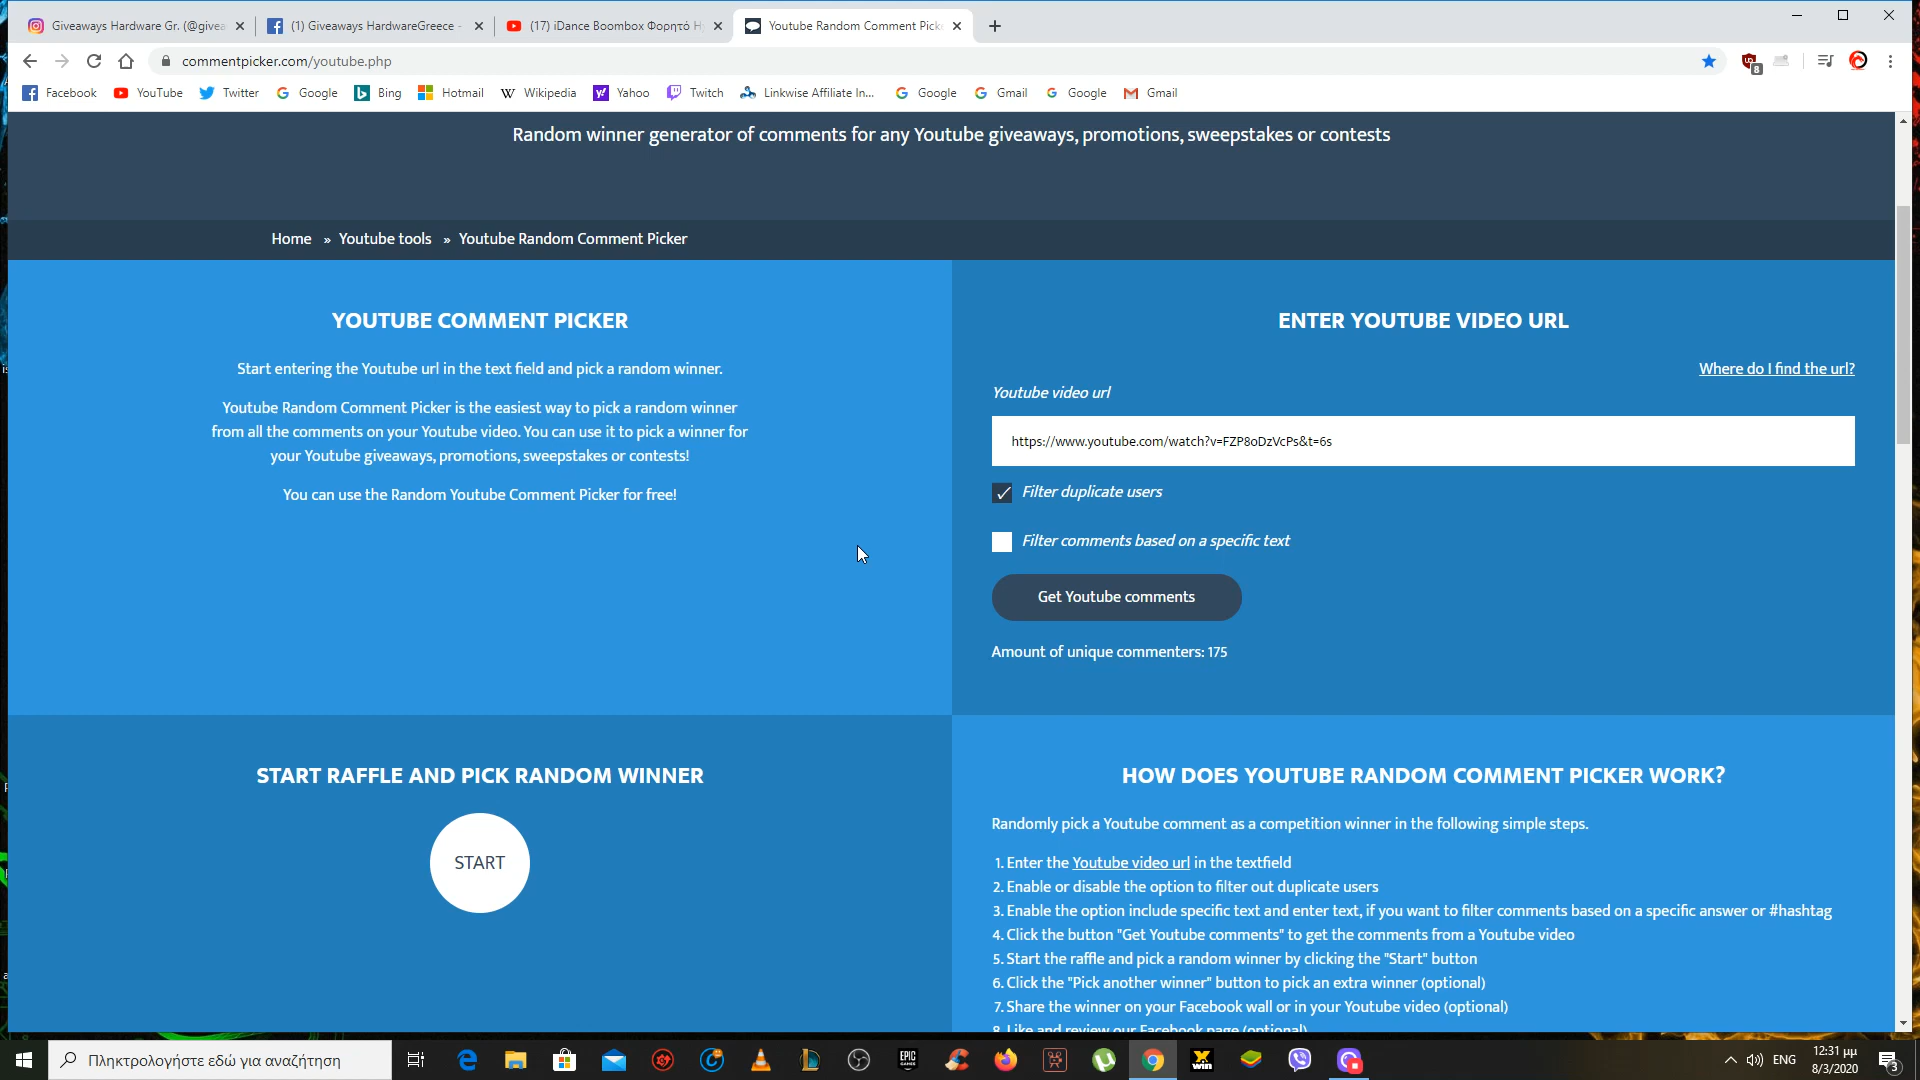 Giveaways Hardware Gr. (@givea
(1) Giveaways HardwareGreece -
(17) iDance Boombox Φορητό Η
Youtube Random Comment Pick
commentpicker.com/youtube.php
8
Facebook
YouTube
Twitter
Google
Bing
Hotmail
Wikipedia
Yahoo
Twitch
Linkwise Affiliate In...
Google
Gmail
Google
Gmail
Random winner generator of comments for any Youtube giveaways, promotions, sweepstakes or contests
Home » Youtube tools » Youtube Random Comment Picker
YOUTUBE COMMENT PICKER
Start entering the Youtube url in the text field and pick a random winner.
Youtube Random Comment Picker is the easiest way to pick a random winner
from all the comments on your Youtube video. You can use it to pick a winner for
your Youtube giveaways, promotions, sweepstakes or contests!
You can use the Random Youtube Comment Picker for free!
ENTER YOUTUBE VIDEO URL
Where do I find the url?
Youtube video url
https://www.youtube.com/watch?v=FZP8oDzVcPs&t=6s
Filter duplicate users
Filter comments based on a specific text
Get Youtube comments
Amount of unique commenters: 175
START RAFFLE AND PICK RANDOM WINNER
START
HOW DOES YOUTUBE RANDOM COMMENT PICKER WORK?
Randomly pick a Youtube comment as a competition winner in the following simple steps.
1. Enter the Youtube video url in the textfield
2. Enable or disable the option to filter out duplicate users
3. Enable the option include specific text and enter text, if you want to filter comments based on a specific answer or #hashtag
4. Click the button "Get Youtube comments" to get the comments from a Youtube video
5. Start the raffle and pick a random winner by clicking the "Start" button
6. Click the "Pick another winner" button to pick an extra winner (optional)
7. Share the winner on your Facebook wall or in your Youtube video (optional)
8. Like and review our Facebook page (optional)
Πληκτρολογήστε εδώ για αναζήτηση
EPIC GAMES
X win
ENG
12:31 μμ
8/3/2020
3